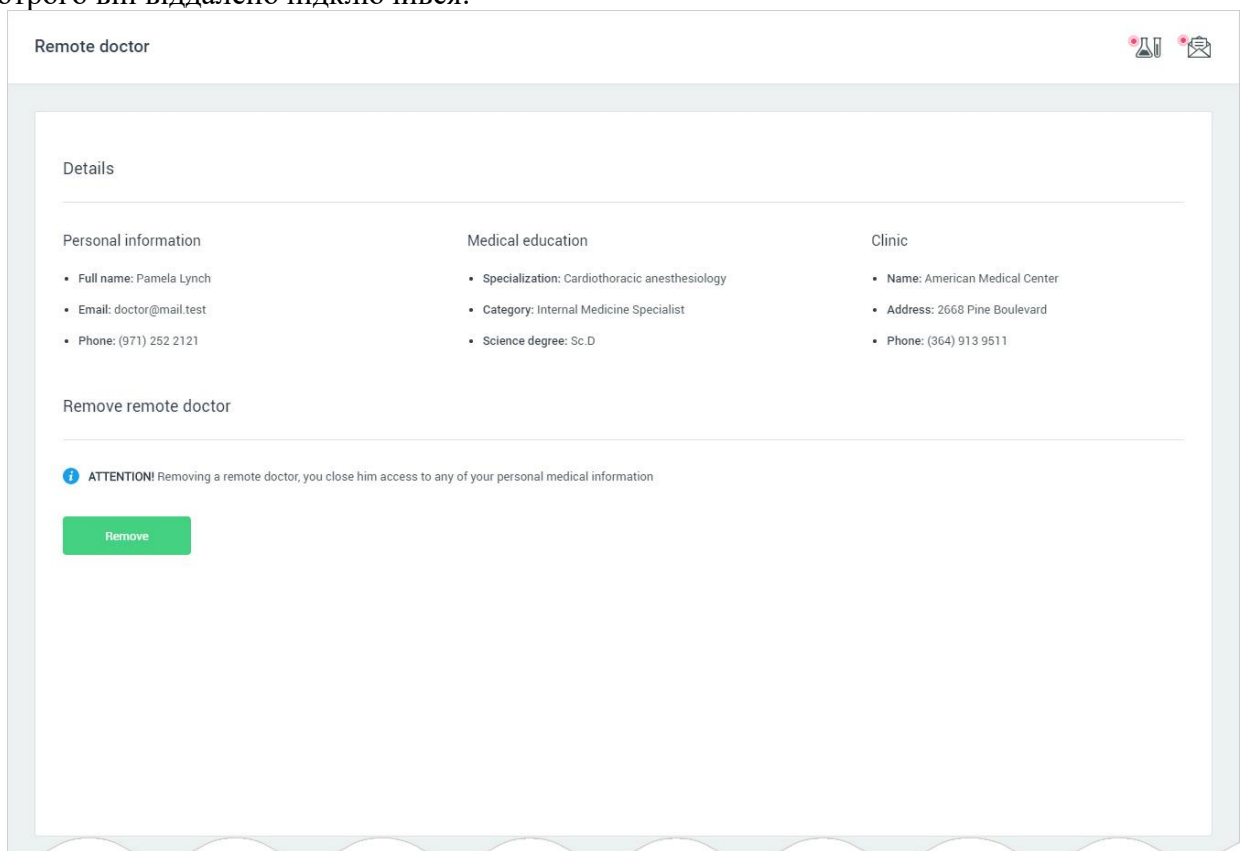 він віддалено підключився.
Remote doctor
Details
Personal information
• Full name: Pamela Lynch
• Email: doctor@mail.test
• Phone: (971) 252 2121
Medical education
• Specialization: Cardiothoracic anesthesiology
• Category: Internal Medicine Specialist
• Science degree: Sc.D
Clinic
• Name: American Medical Center
• Address: 2668 Pine Boulevard
• Phone: (364) 913 9511
Remove remote doctor
ATTENTION! Removing a remote doctor, you close him access to any of your personal medical information
Remove